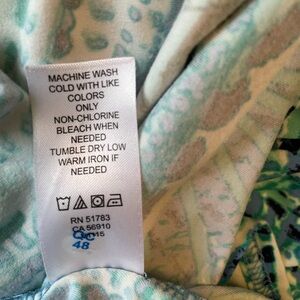 MACHINE WASH
COLD WITH LIKE
COLORS
ONLY
NON-CHLORINE
BLEACH WHEN
NEEDED
TUMBLE DRY LOW
WARM IRON IF
NEEDED
RN 51783
CA 56910
48